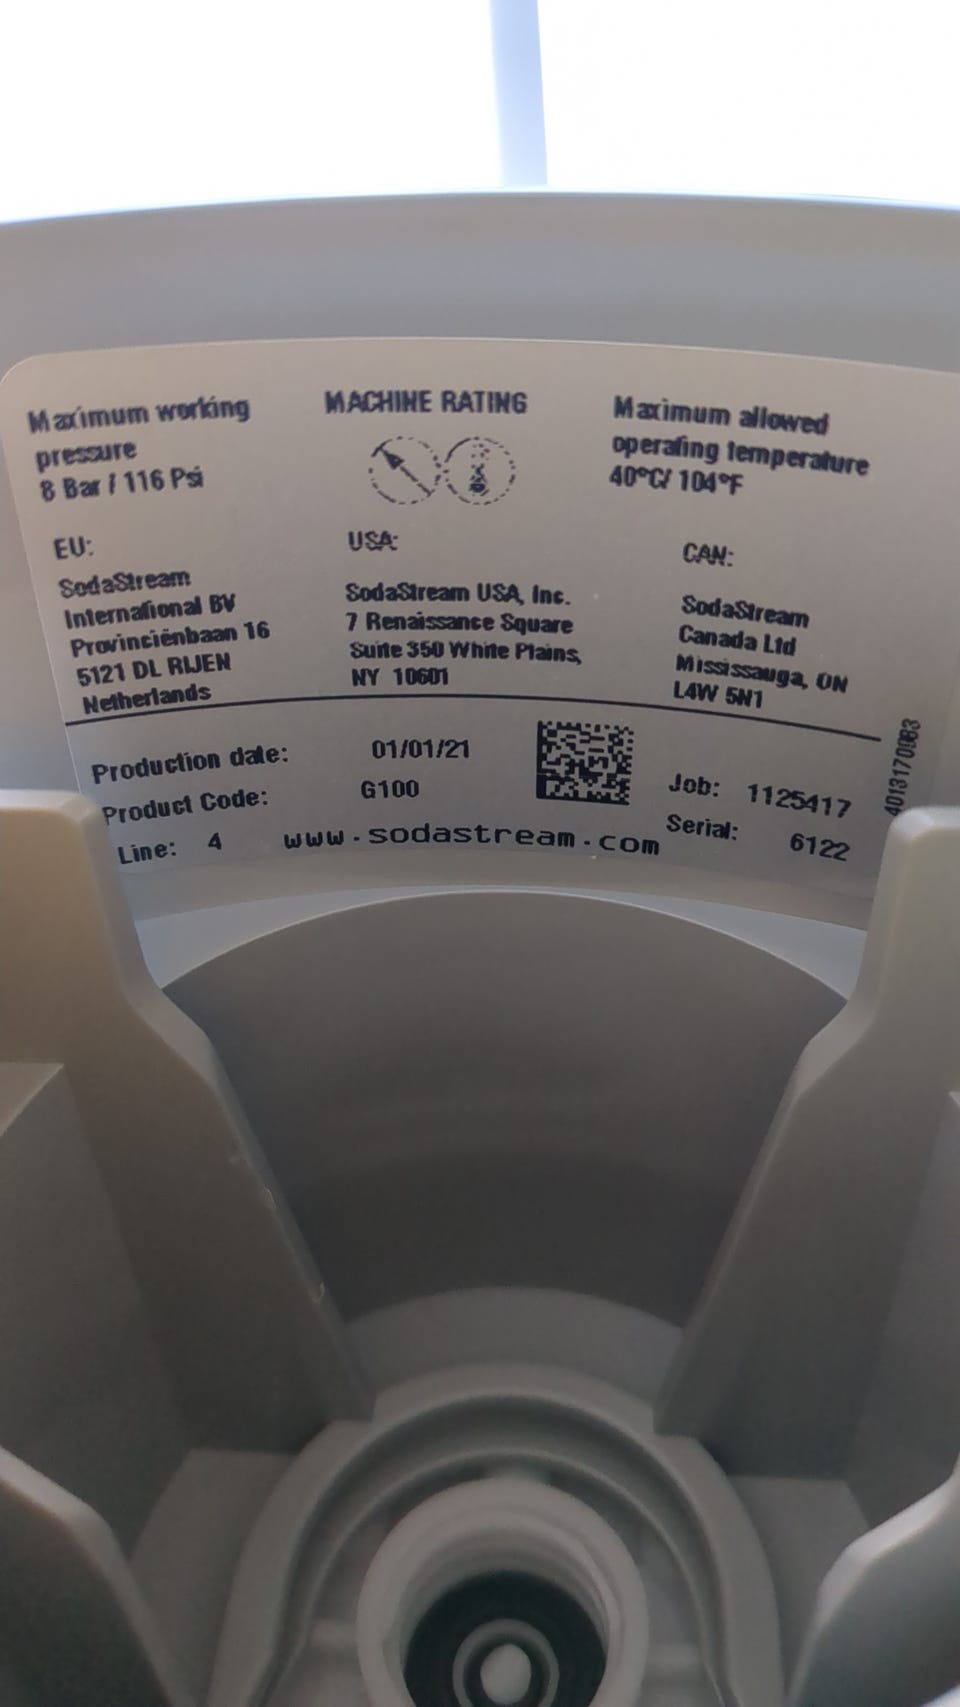 Maximum working
pressure
8 Bar / 116 Psi
MACHINE RATING
Maximum allowed
operating temperature
40°C/ 104°F
EU:
SodaStream
International BV
Provinciënbaan 16
5121 DL RIJEN
Netherlands
USA:
SodaStream USA, Inc.
7 Renaissance Square
Suite 350 White Plains,
NY 10601
CAN:
SodaStream
Canada Ltd
Mississauga, ON
L4W 5N1
Production date: 01/01/21
Product Code: G100
Line: 4
www.sodastream.com
Job: 1125417
Serial: 6122